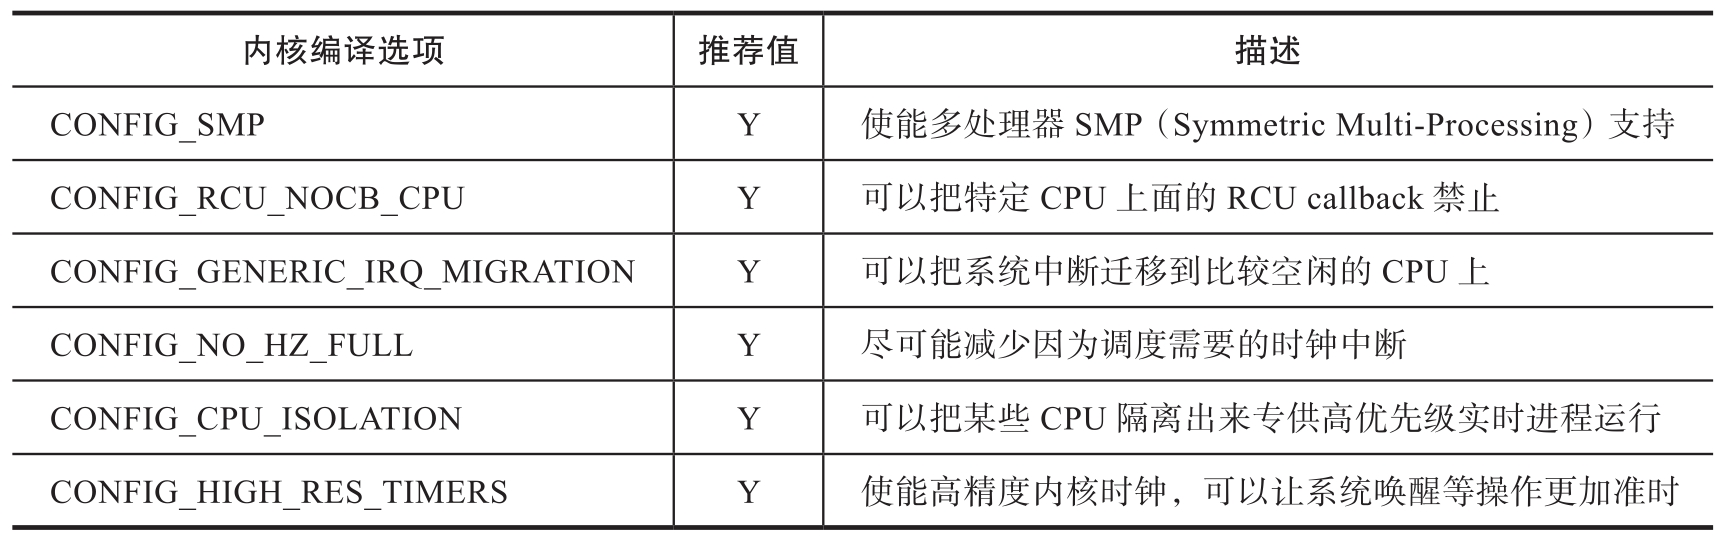 内核编译选项 推荐值 描述
CONFIG_SMP Y 使能多处理器 SMP（Symmetric Multi-Processing）支持
CONFIG_RCU_NOCB_CPU Y 可以把特定 CPU 上面的 RCU callback 禁止
CONFIG_GENERIC_IRQ_MIGRATION Y 可以把系统中断迁移到比较空闲的 CPU 上
CONFIG_NO_HZ_FULL Y 尽可能减少因为调度需要的时钟中断
CONFIG_CPU_ISOLATION Y 可以把某些 CPU 隔离出来专供高优先级实时进程运行
CONFIG_HIGH_RES_TIMERS Y 使能高精度内核时钟，可以让系统唤醒等操作更加准时